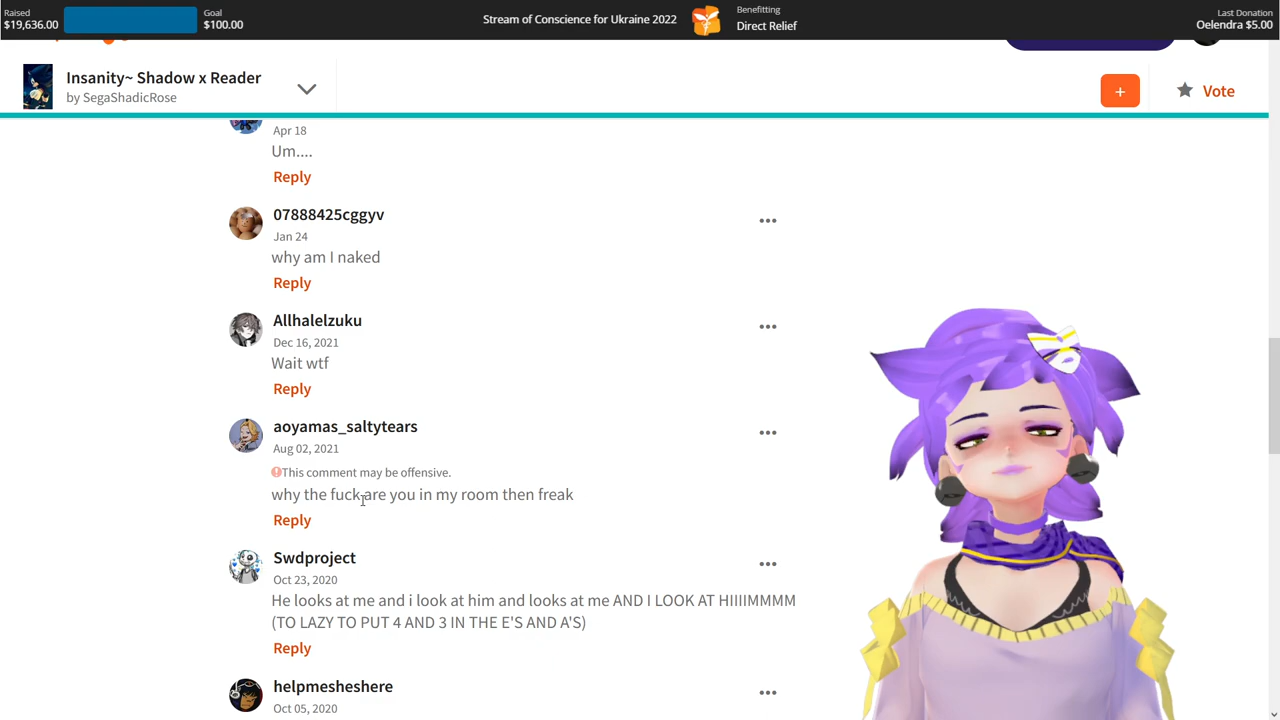 Raised
$19,636.00
Goal
$100.00
Stream of Conscience for Ukraine 2022
Benefitting
Direct Relief
Last Donation
Oelendra $5.00
Insanity~ Shadow x Reader
by SegaShadicRose
+
Vote
Apr 18
Um....
Reply
07888425cggyv
Jan 24
why am I naked
Reply
Allhalelzuku
Dec 16, 2021
Wait wtf
Reply
aoyamas_saltytears
Aug 02, 2021
This comment may be offensive.
why the fuck are you in my room then freak
Reply
Swdproject
Oct 23, 2020
He looks at me and i look at him and looks at me AND I LOOK AT HIIIIMMMM
(TO LAZY TO PUT 4 AND 3 IN THE E'S AND A'S)
Reply
helpmesheshere
Oct 05, 2020